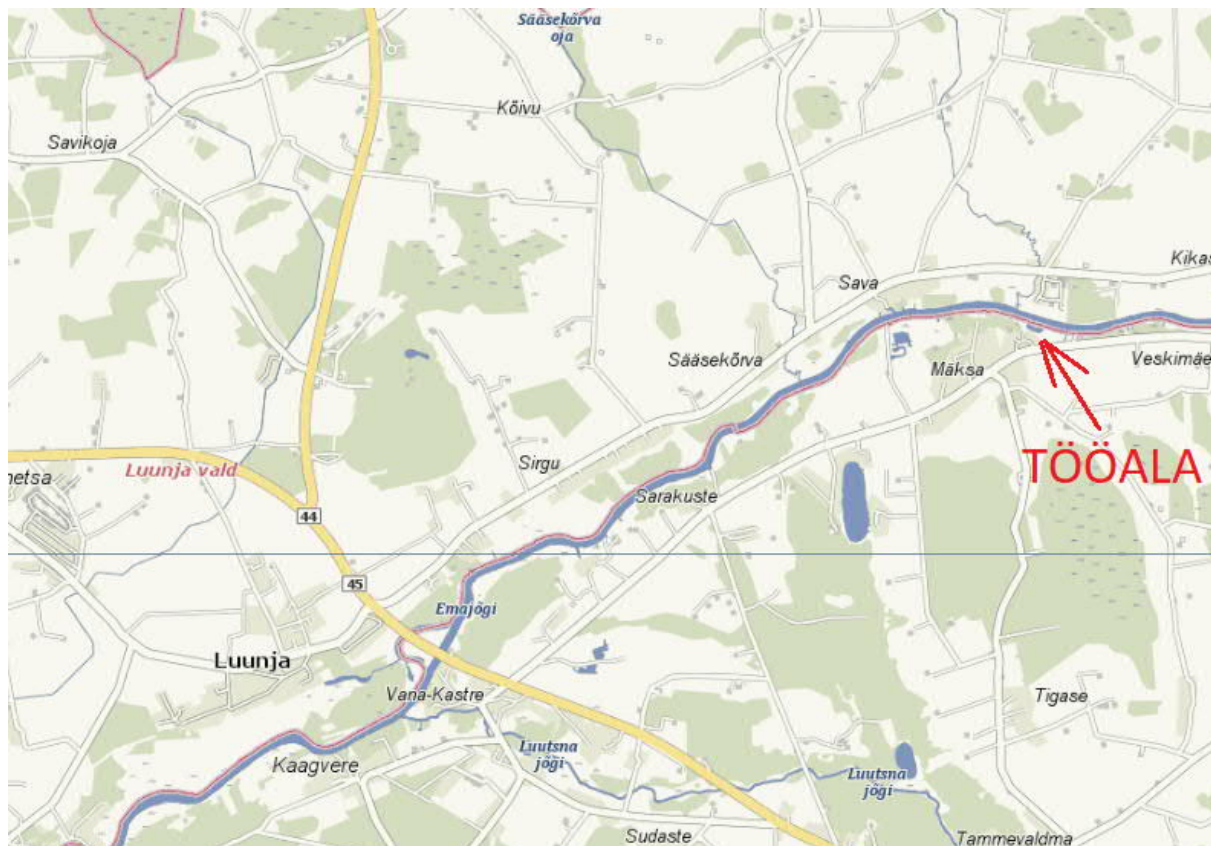 Sääsekõrva
oja
Kõivu
Savikoja
Sava
Kikas
Sääsekõrva
Mäksa
Veskimäe
Luunja vald
Sirgu
TÖÖALA
netsa
Sarakuste
44
45
Emajõgi
Luunja
Vana-Kastre
Tigase
Luutsna
jõgi
Kaagvere
Luutsna
jõgi
Sudaste
Tammevaldma